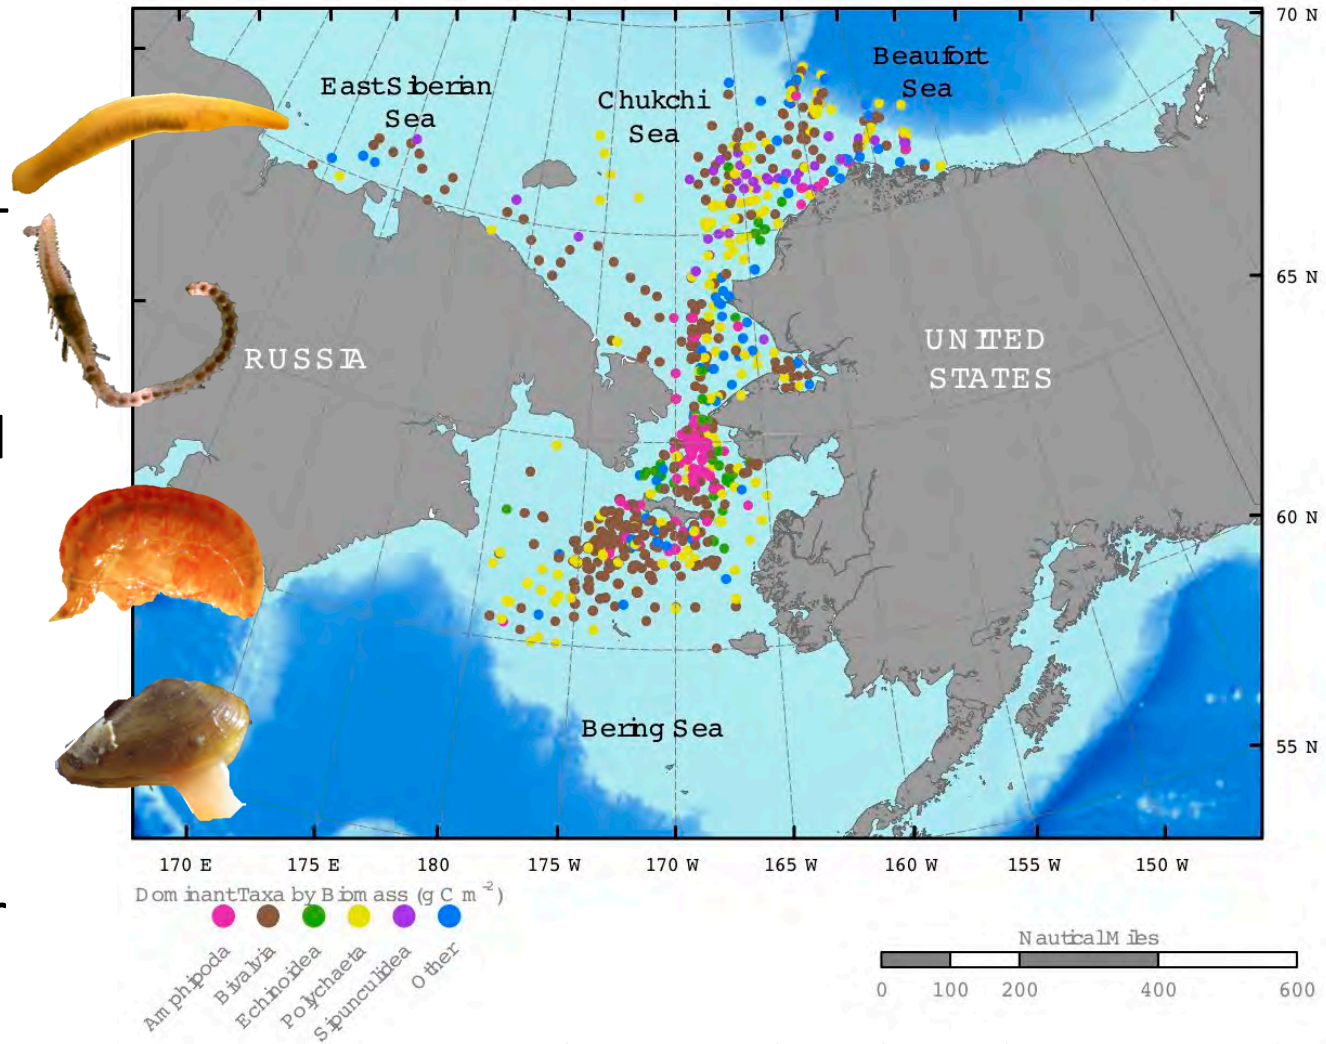 70 N
Beaufort
Sea
East Siberian
Sea
Chukchi
Sea
65 N
UNITED
STATES
RUSSIA
60 N
Bering Sea
55 N
170 E 175 E 180 175 W 170 W 165 W 160 W 155 W 150 W
Dominant Taxa by Biomass (g C m-2)
Amphipoda
Bivalvia
Echinoidea
Polychaeta
Sipunculidea
Other
Nautical Miles
0 100 200 400 600